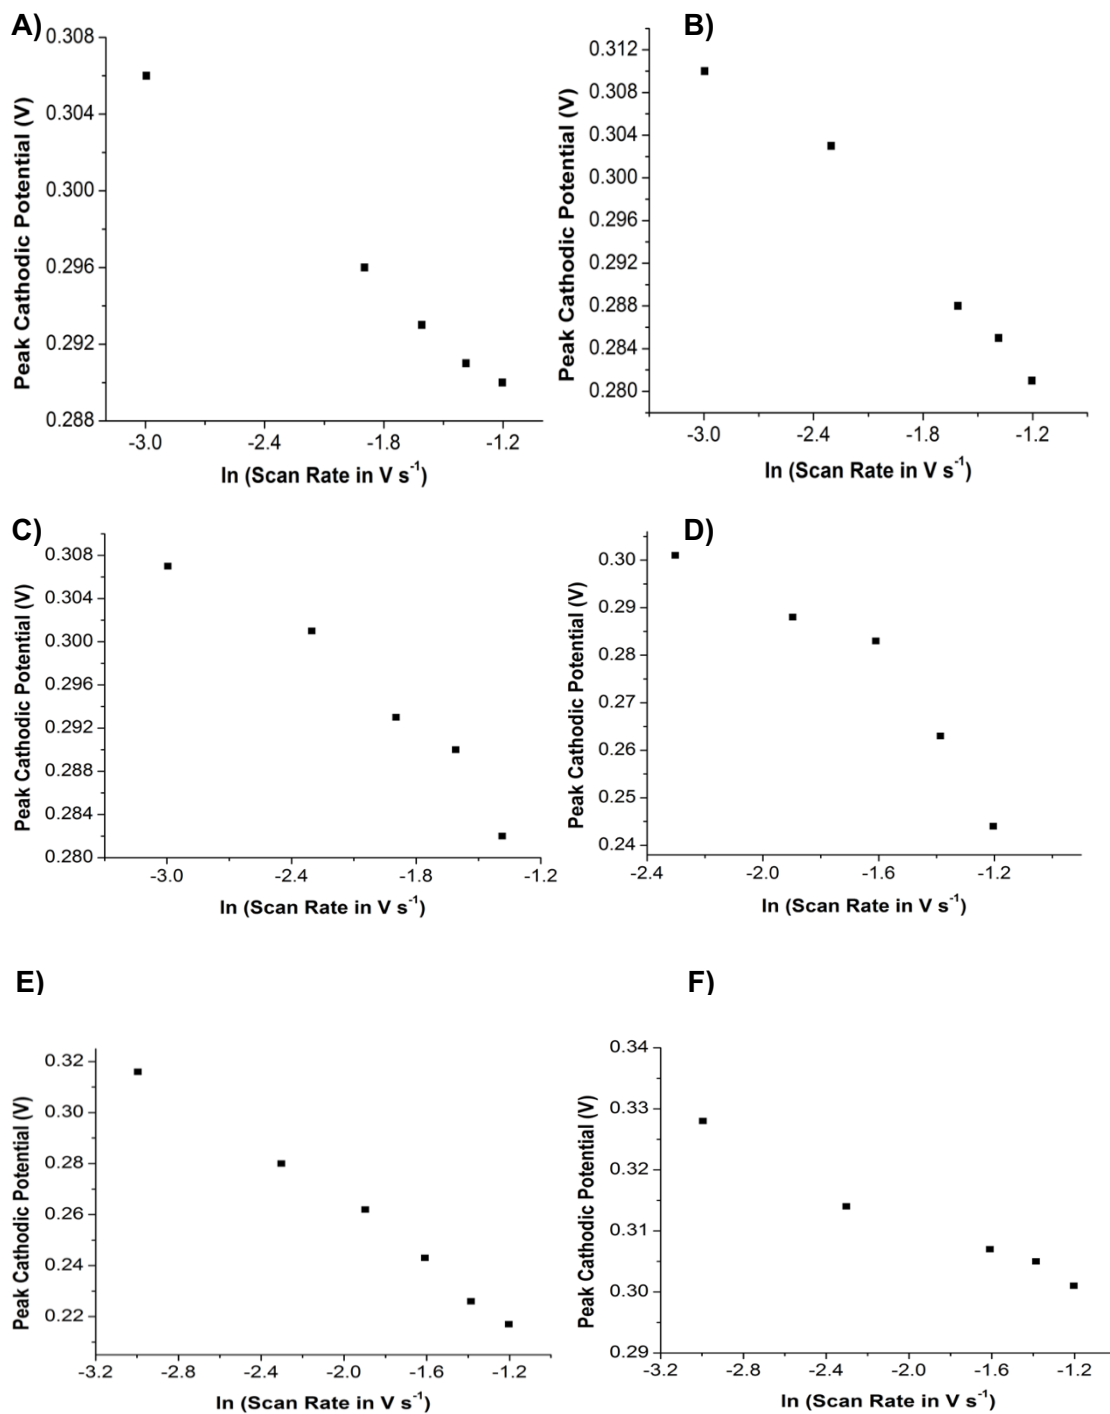 A)
0.308
0.304
0.300
0.296
0.292
0.288
-3.0 -2.4 -1.8 -1.2
Peak Cathodic Potential (V)
ln (Scan Rate in V s⁻¹)
B)
0.312
0.308
0.304
0.300
0.296
0.292
0.288
0.284
0.280
-3.0 -2.4 -1.8 -1.2
Peak Cathodic Potential (V)
ln (Scan Rate in V s⁻¹)
C)
0.308
0.304
0.300
0.296
0.292
0.288
0.284
0.280
-3.0 -2.4 -1.8 -1.2
Peak Cathodic Potential (V)
ln (Scan Rate in V s⁻¹)
D)
0.30
0.29
0.28
0.27
0.26
0.25
0.24
-2.4 -2.0 -1.6 -1.2
Peak Cathodic Potential (V)
ln (Scan Rate in V s⁻¹)
E)
0.32
0.30
0.28
0.26
0.24
0.22
-3.2 -2.8 -2.4 -2.0 -1.6 -1.2
Peak Cathodic Potential (V)
ln (Scan Rate in V s⁻¹)
F)
0.34
0.33
0.32
0.31
0.30
0.29
-3.2 -2.8 -2.4 -2.0 -1.6 -1.2
Peak Cathodic Potential (V)
ln (Scan Rate in V s⁻¹)